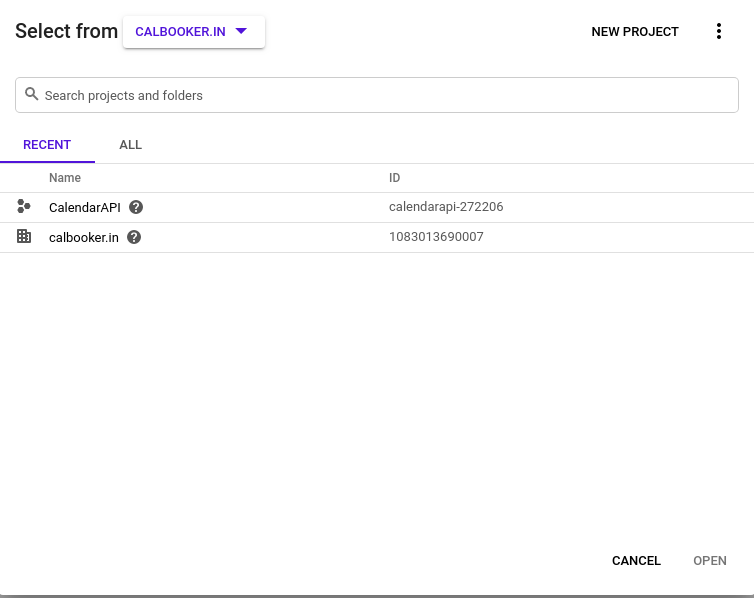 Select from CALBOOKER.IN NEW PROJECT
Search projects and folders
RECENT ALL
Name ID
CalendarAPI calendarapi-272206
calbooker.in 1083013690007
CANCEL OPEN